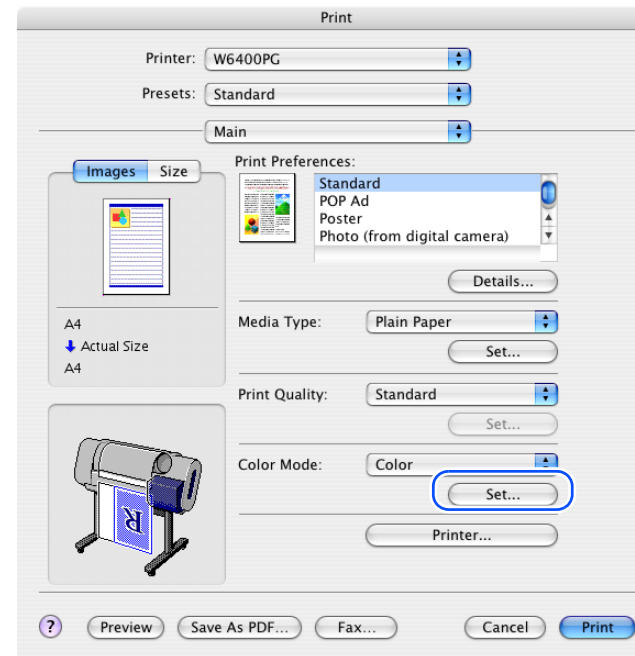 Print
Printer: W6400PG
Presets: Standard
Main
Images Size
Print Preferences:
Standard
POP Ad
Poster
Photo (from digital camera)
Details...
A4
Actual Size
A4
Media Type: Plain Paper
Set...
Print Quality: Standard
Set...
Color Mode: Color
Set...
Printer...
R
? Preview Save As PDF... Fax... Cancel Print